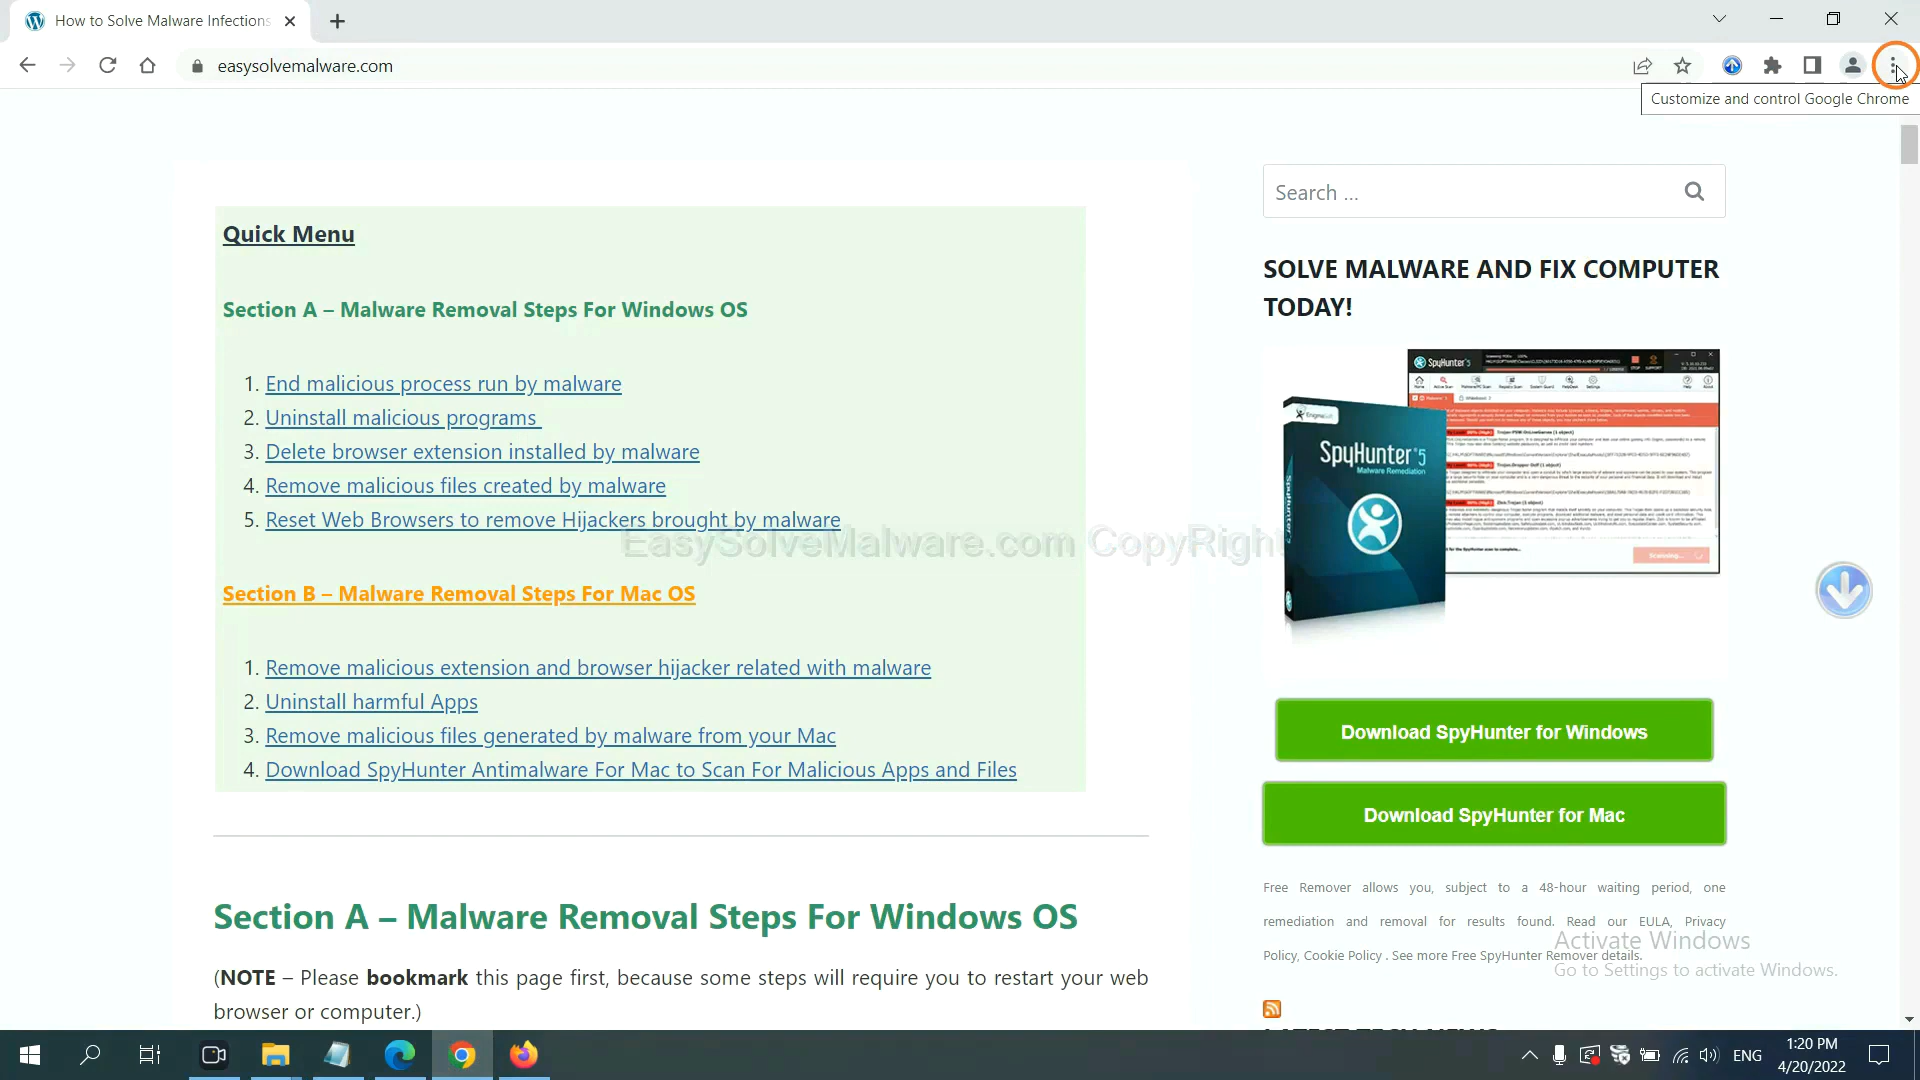 How to Solve Malware Infections
easysolvemalware.com
Customize and control Google Chrome
Search ...
Quick Menu
Section A – Malware Removal Steps For Windows OS
1. End malicious process run by malware
2. Uninstall malicious programs
3. Delete browser extension installed by malware
4. Remove malicious files created by malware
5. Reset Web Browsers to remove Hijackers brought by malware
EasySolveMalware.com CopyRight
Section B – Malware Removal Steps For Mac OS
1. Remove malicious extension and browser hijacker related with malware
2. Uninstall harmful Apps
3. Remove malicious files generated by malware from your Mac
4. Download SpyHunter Antimalware For Mac to Scan For Malicious Apps and Files
Section A – Malware Removal Steps For Windows OS
(NOTE – Please bookmark this page first, because some steps will require you to restart your web
browser or computer.)
SOLVE MALWARE AND FIX COMPUTER
TODAY!
SpyHunter 5
EnigmaSoft
SpyHunter 5
Malware Remediation
SpyHunter 5
Scanning...
Download SpyHunter for Windows
Download SpyHunter for Mac
Free Remover allows you, subject to a 48-hour waiting period, one
remediation and removal for results found. Read our EULA, Privacy
Policy, Cookie Policy . See more Free SpyHunter Remover details.
Activate Windows
Go to Settings to activate Windows.
LATEST TECH NEWS
ENG
1:20 PM
4/20/2022